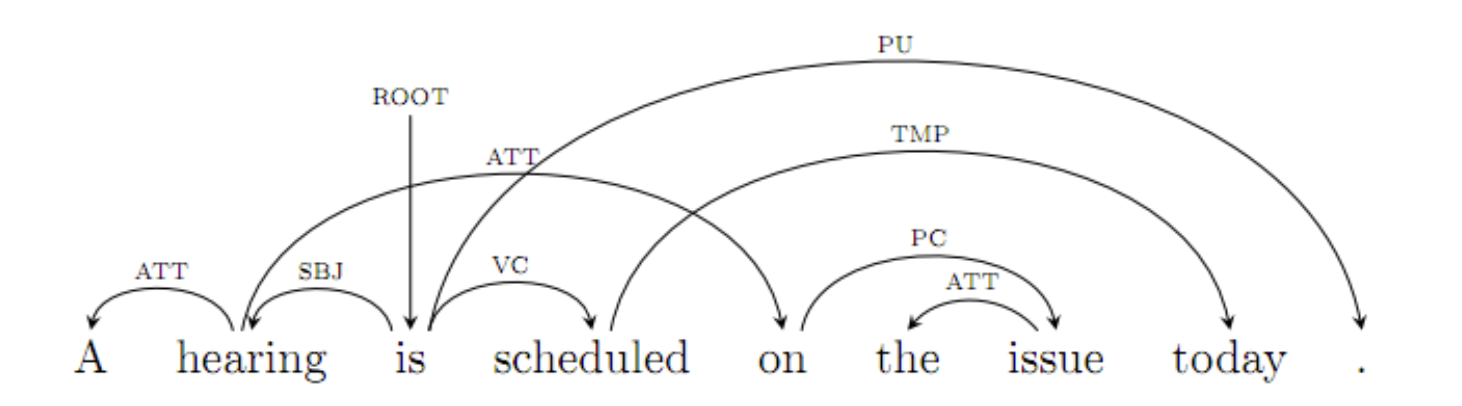 PU
ROOT
TMP
ATT
PC
ATT SBJ VC ATT
A hearing is scheduled on the issue today .